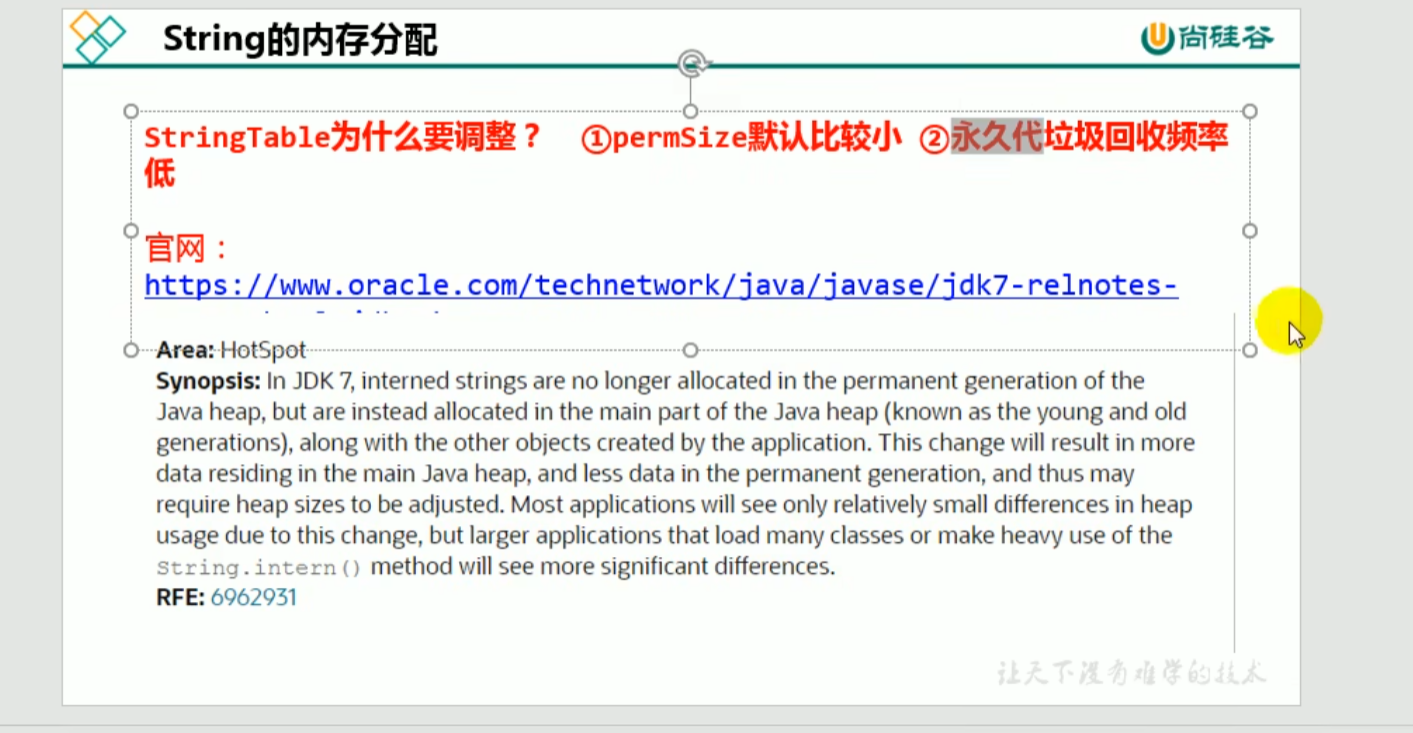 String的内存分配
尚硅谷
StringTable为什么要调整？ ①permSize默认比较小 ②永久代垃圾回收频率
低
官网：
https://www.oracle.com/technetwork/java/javase/jdk7-relnotes-
Area: HotSpot
Synopsis: In JDK 7, interned strings are no longer allocated in the permanent generation of the
Java heap, but are instead allocated in the main part of the Java heap (known as the young and old
generations), along with the other objects created by the application. This change will result in more
data residing in the main Java heap, and less data in the permanent generation, and thus may
require heap sizes to be adjusted. Most applications will see only relatively small differences in heap
usage due to this change, but larger applications that load many classes or make heavy use of the
String.intern() method will see more significant differences.
RFE: 6962931
让天下没有难学的技术